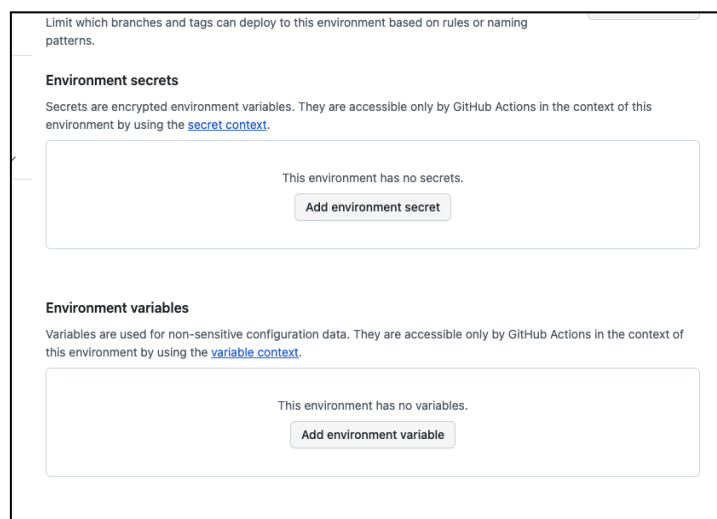 Limit which branches and tags can deploy to this environment based on rules or naming
patterns.
Environment secrets
Secrets are encrypted environment variables. They are accessible only by GitHub Actions in the context of this
environment by using the secret context.
This environment has no secrets.
Add environment secret
Environment variables
Variables are used for non-sensitive configuration data. They are accessible only by GitHub Actions in the context of
this environment by using the variable context.
This environment has no variables.
Add environment variable